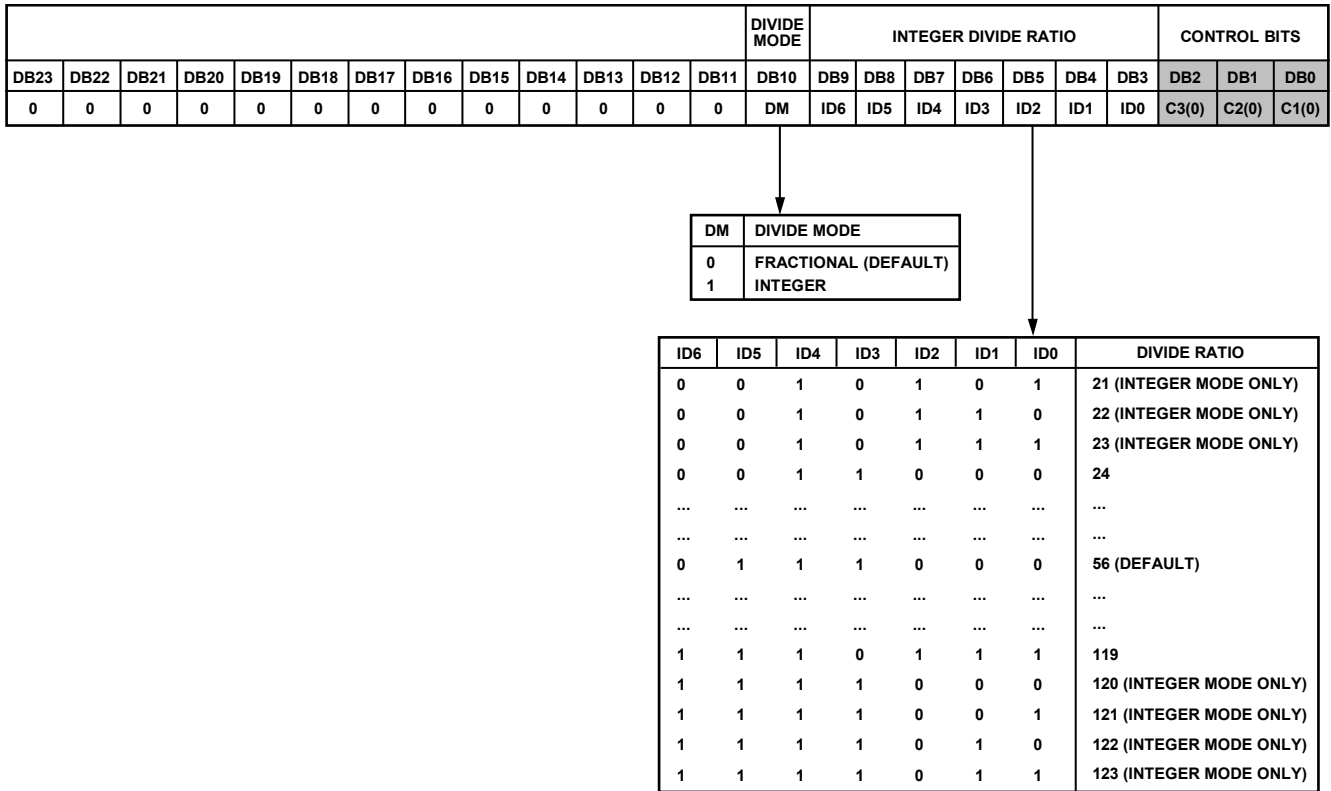 DIVIDE MODE INTEGER DIVIDE RATIO CONTROL BITS
DB23 DB22 DB21 DB20 DB19 DB18 DB17 DB16 DB15 DB14 DB13 DB12 DB11 DB10 DB9 DB8 DB7 DB6 DB5 DB4 DB3 DB2 DB1 DB0
0 0 0 0 0 0 0 0 0 0 0 0 0 DM ID6 ID5 ID4 ID3 ID2 ID1 ID0 C3(0) C2(0) C1(0)
DM DIVIDE MODE
0 FRACTIONAL (DEFAULT)
1 INTEGER
ID6 ID5 ID4 ID3 ID2 ID1 ID0 DIVIDE RATIO
0 0 1 0 1 0 1 21 (INTEGER MODE ONLY)
0 0 1 0 1 1 0 22 (INTEGER MODE ONLY)
0 0 1 0 1 1 1 23 (INTEGER MODE ONLY)
0 0 1 1 0 0 0 24
... ... ... ... ... ... ... ...
... ... ... ... ... ... ... ...
0 1 1 1 0 0 0 56 (DEFAULT)
... ... ... ... ... ... ... ...
... ... ... ... ... ... ... ...
1 1 1 0 1 1 1 119
1 1 1 1 0 0 0 120 (INTEGER MODE ONLY)
1 1 1 1 0 0 1 121 (INTEGER MODE ONLY)
1 1 1 1 0 1 0 122 (INTEGER MODE ONLY)
1 1 1 1 0 1 1 123 (INTEGER MODE ONLY)